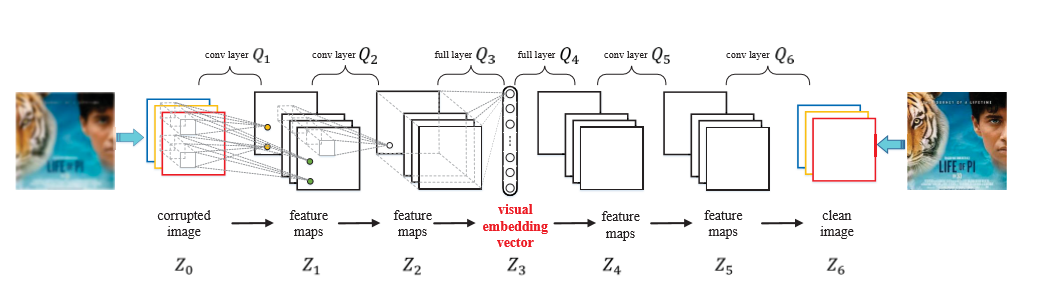 conv layer Q1
conv layer Q2
full layer Q3
full layer Q4
conv layer Q5
conv layer Q6
LIFE OF PI
LIFE OF PI
corrupted image
feature maps
feature maps
visual embedding vector
feature maps
feature maps
clean image
Z0
Z1
Z2
Z3
Z4
Z5
Z6